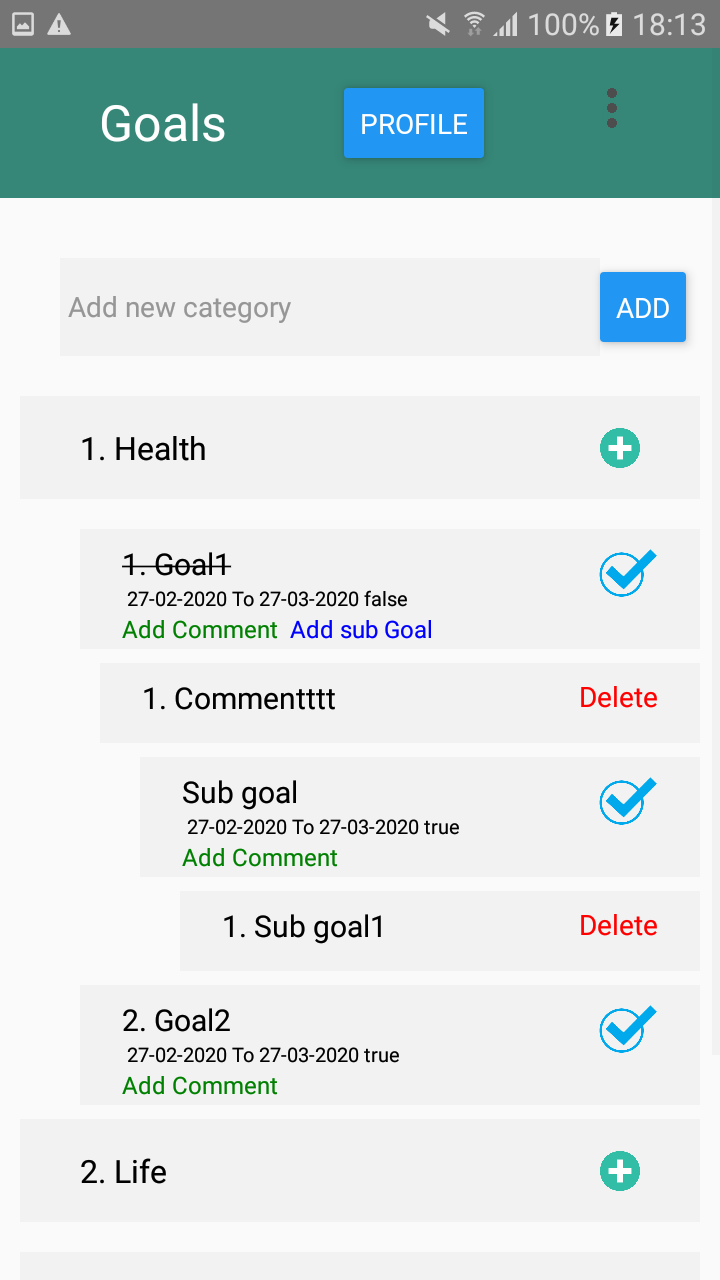 100% 18:13
Goals PROFILE
Add new category ADD
1. Health
1. Goal1
27-02-2020 To 27-03-2020 false
Add Comment Add sub Goal
1. Commentttt Delete
Sub goal
27-02-2020 To 27-03-2020 true
Add Comment
1. Sub goal1 Delete
2. Goal2
27-02-2020 To 27-03-2020 true
Add Comment
2. Life